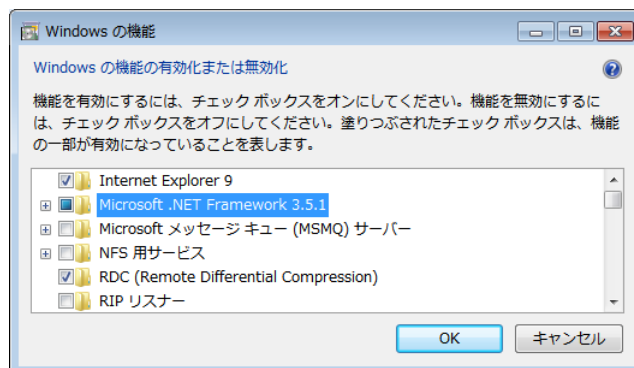 Windows の機能
Windows の機能の有効化または無効化
機能を有効にするには、チェック ボックスをオンにしてください。機能を無効にするに
は、チェック ボックスをオフにしてください。塗りつぶされたチェック ボックスは、機能
の一部が有効になっていることを表します。
Internet Explorer 9
Microsoft .NET Framework 3.5.1
Microsoft メッセージ キュー (MSMQ) サーバー
NFS 用サービス
RDC (Remote Differential Compression)
RIP リスナー
OK キャンセル